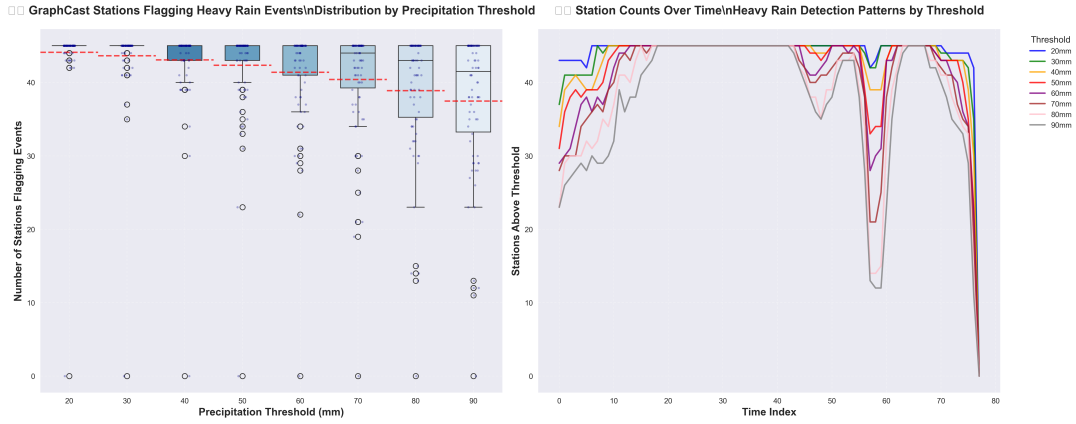 GraphCast Stations Flagging Heavy Rain Events\nDistribution by Precipitation Threshold
Number of Stations Flagging Events
40
30
20
10
0
20 30 40 50 60 70 80 90
Precipitation Threshold (mm)
Station Counts Over Time\nHeavy Rain Detection Patterns by Threshold
Stations Above Threshold
40
30
20
10
0
0 10 20 30 40 50 60 70 80
Time Index
Threshold
20mm
30mm
40mm
50mm
60mm
70mm
80mm
90mm